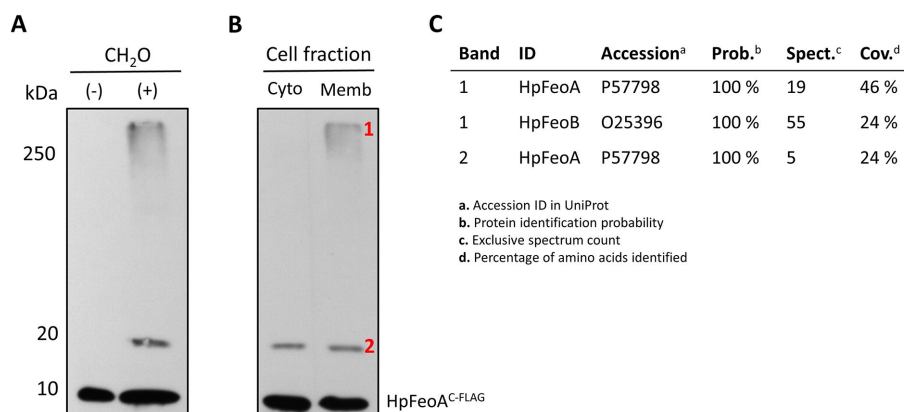 A
CH₂O
kDa
(-) (+)
250
20
10
B
Cell fraction
Cyto Memb
1
2
HpFeoAᶜ⁻ᶠᴸᴬᴳ
C
Band ID Accessionᵃ Prob.ᵇ Spect.ᶜ Cov.ᵈ
1 HpFeoA P57798 100 % 19 46 %
1 HpFeoB O25396 100 % 55 24 %
2 HpFeoA P57798 100 % 5 24 %
a. Accession ID in UniProt
b. Protein identification probability
c. Exclusive spectrum count
d. Percentage of amino acids identified